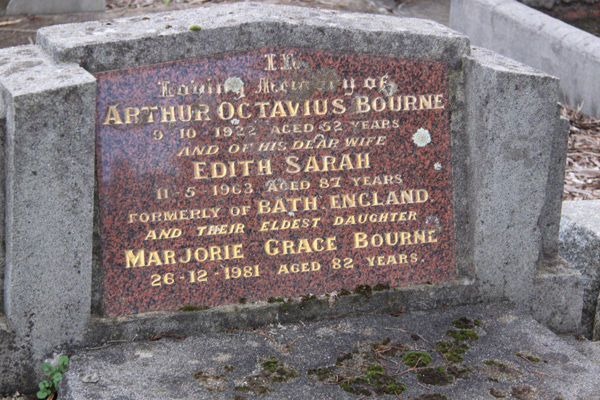 In
Loving Memory of
ARTHUR OCTAVIUS BOURNE
9-10-1922 AGED 52 YEARS
AND OF HIS DEAR WIFE
EDITH SARAH
11-5-1963 AGED 87 YEARS
FORMERLY OF BATH ENGLAND.
AND THEIR ELDEST DAUGHTER
MARJORIE GRACE BOURNE
26-12-1981 AGED 82 YEARS.